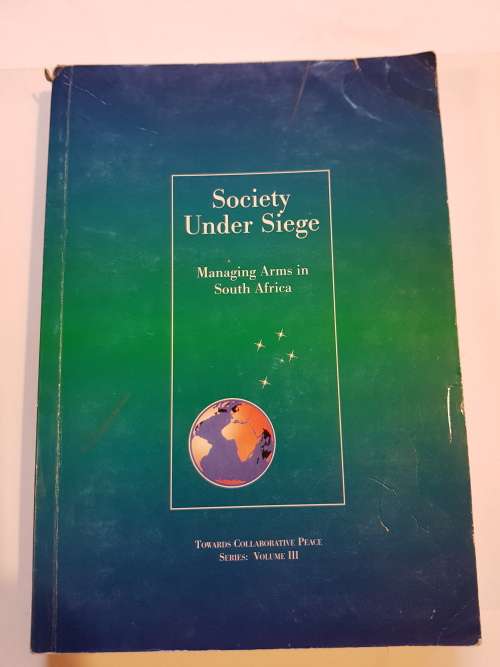 Society
Under Siege
Managing Arms in
South Africa
Towards Collaborative Peace
Series: Volume III